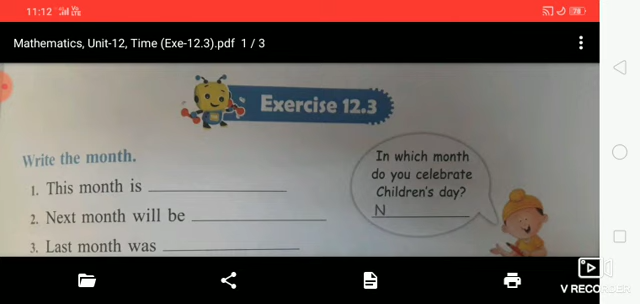 11:12
Mathematics, Unit-12, Time (Exe-12.3).pdf 1 / 3
Exercise 12.3
Write the month.
1. This month is
2. Next month will be
3. Last month was
In which month
do you celebrate
Children's day?
N
V RECORDER